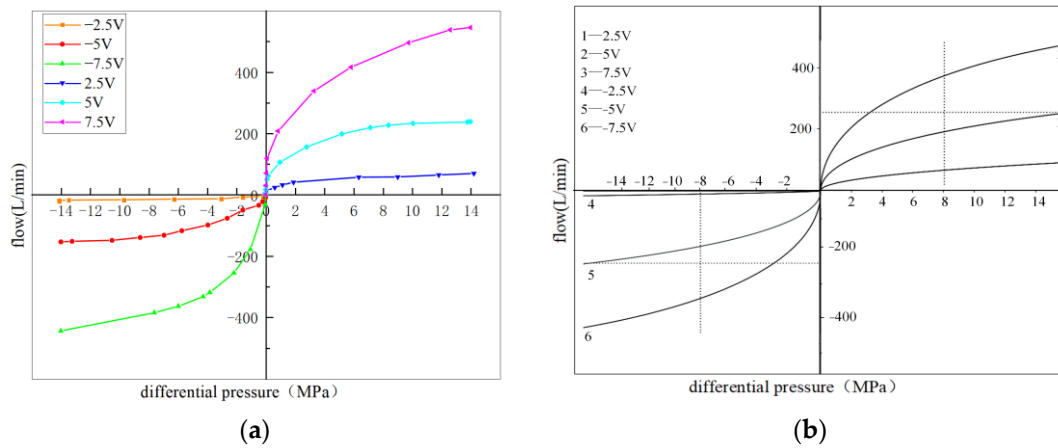 −2.5V
−5V
−7.5V
2.5V
5V
7.5V
400
200
0
-200
-400
-14 -12 -10 -8 -6 -4 -2 0 2 4 6 8 10 12 14
flow(L/min)
differential pressure（MPa）
(a)
1—2.5V
2—5V
3—7.5V
4—-2.5V
5—-5V
6—-7.5V
400
200
-200
-400
-14 -12 -10 -8 -6 -4 -2
2 4 6 8 10 12 14
4
5
6
flow(L/min)
differential pressure（MPa）
(b)